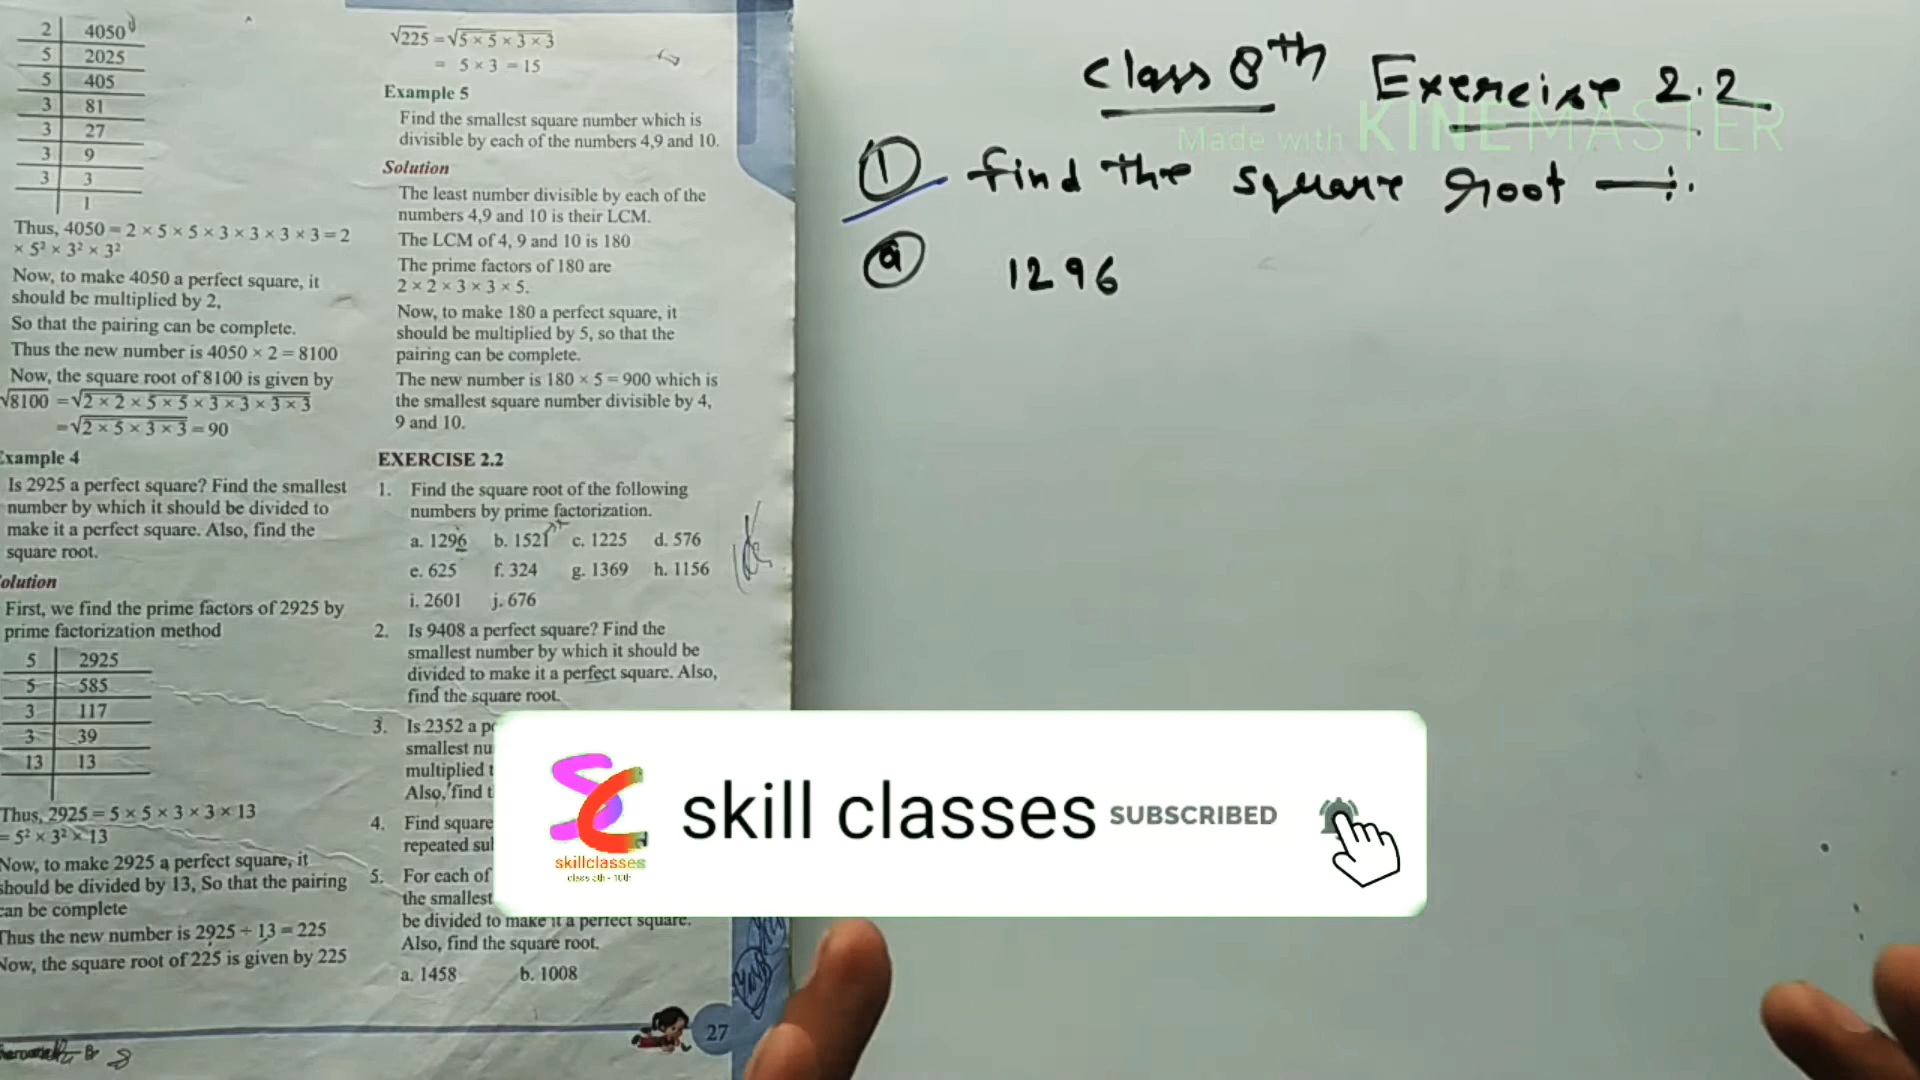 2 4050
5 2025
5 405
3 81
3 27
3 9
3 3
1
Thus, 4050 = 2 × 5 × 5 × 3 × 3 × 3 × 3 = 2
× 5² × 3² × 3²
Now, to make 4050 a perfect square, it
should be multiplied by 2,
So that the pairing can be complete.
Thus the new number is 4050 × 2 = 8100
Now, the square root of 8100 is given by
√8100 = √2 × 2 × 5 × 5 × 3 × 3 × 3 × 3
= √2 × 5 × 3 × 3 = 90
Example 4
Is 2925 a perfect square? Find the smallest
number by which it should be divided to
make it a perfect square. Also, find the
square root.
olution
First, we find the prime factors of 2925 by
prime factorization method
5 2925
5 585
3 117
3 39
13 13
Thus, 2925 = 5 × 5 × 3 × 3 × 13
= 5² × 3² × 13
Now, to make 2925 a perfect square, it
should be divided by 13, So that the pairing
can be complete
Thus the new number is 2925 ÷ 13 = 225
Now, the square root of 225 is given by 225
√225 = √5 × 5 × 3 × 3
= 5 × 3 = 15
Example 5
Find the smallest square number which is
divisible by each of the numbers 4,9 and 10.
Solution
The least number divisible by each of the
numbers 4,9 and 10 is their LCM.
The LCM of 4, 9 and 10 is 180
The prime factors of 180 are
2 × 2 × 3 × 3 × 5.
Now, to make 180 a perfect square, it
should be multiplied by 5, so that the
pairing can be complete.
The new number is 180 × 5 = 900 which is
the smallest square number divisible by 4,
9 and 10.
EXERCISE 2.2
1. Find the square root of the following
numbers by prime factorization.
a. 1296 b. 1521 c. 1225 d. 576
e. 625 f. 324 g. 1369 h. 1156
i. 2601 j. 676
2. Is 9408 a perfect square? Find the
smallest number by which it should be
divided to make it a perfect square. Also,
find the square root.
3. Is 2352 a
smallest
multiplied
Also, find
4. Find square
repeated
5. For each of
the smallest
be divided to make it a perfect square.
Also, find the square root.
a. 1458 b. 1008
27
Class 8th Exercise 2.2
Made with KINEMASTER
① find the square root —:.
ⓐ 1296
skill classes SUBSCRIBED
skillclasses